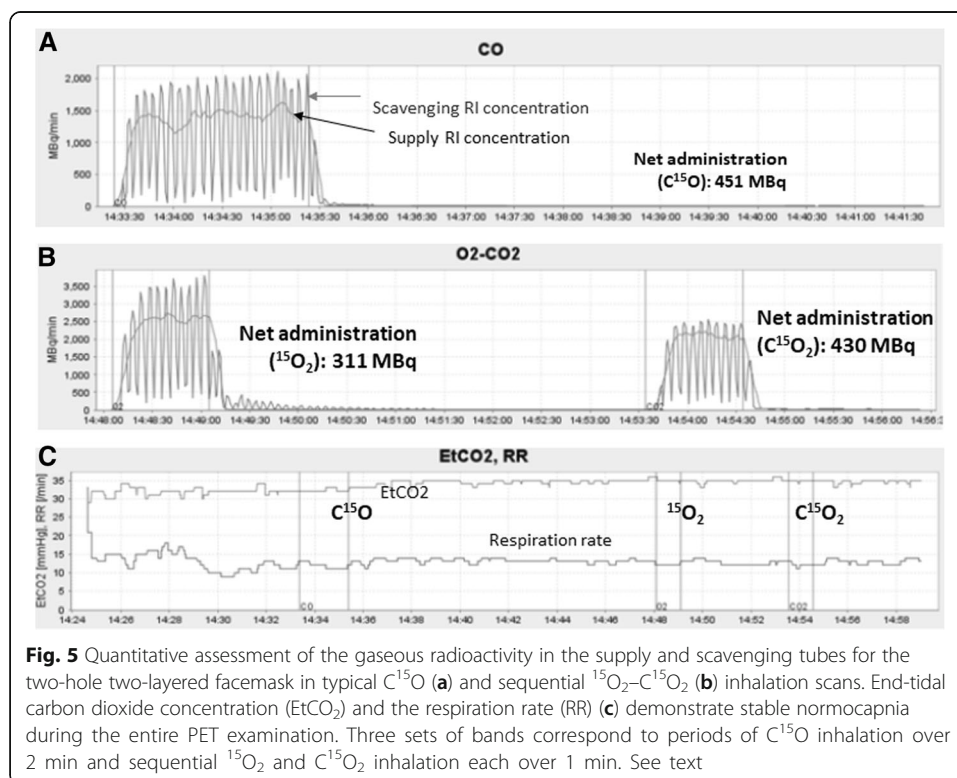 A
CO
2,000
1,500
1,000
500
0
MBq/min
Scavenging RI concentration
Supply RI concentration
Net administration
(C¹⁵O): 451 MBq
14:33:30 14:34:00 14:34:30 14:35:00 14:35:30 14:36:00 14:36:30 14:37:00 14:37:30 14:38:00 14:38:30 14:39:00 14:39:30 14:40:00 14:40:30 14:41:00 14:41:30
B
O2-CO2
3,500
3,000
2,500
2,000
1,500
1,000
500
0
MBq/min
Net administration
(¹⁵O₂): 311 MBq
Net administration
(C¹⁵O₂): 430 MBq
O2
CO2
14:48:00 14:48:30 14:49:00 14:49:30 14:50:00 14:50:30 14:51:00 14:51:30 14:52:00 14:52:30 14:53:00 14:53:30 14:54:00 14:54:30 14:55:00 14:55:30 14:56:00
C
EtCO2, RR
35
30
25
20
15
10
5
0
EtCO2 [mmHg], RR [/min]
EtCO2
C¹⁵O
¹⁵O₂
C¹⁵O₂
Respiration rate
CO
O2
CO2
14:24 14:26 14:28 14:30 14:32 14:34 14:36 14:38 14:40 14:42 14:44 14:46 14:48 14:50 14:52 14:54 14:56 14:58
Fig. 5 Quantitative assessment of the gaseous radioactivity in the supply and scavenging tubes for the
two-hole two-layered facemask in typical C¹⁵O (a) and sequential ¹⁵O₂–C¹⁵O₂ (b) inhalation scans. End-tidal
carbon dioxide concentration (EtCO₂) and the respiration rate (RR) (c) demonstrate stable normocapnia
during the entire PET examination. Three sets of bands correspond to periods of C¹⁵O inhalation over
2 min and sequential ¹⁵O₂ and C¹⁵O₂ inhalation each over 1 min. See text